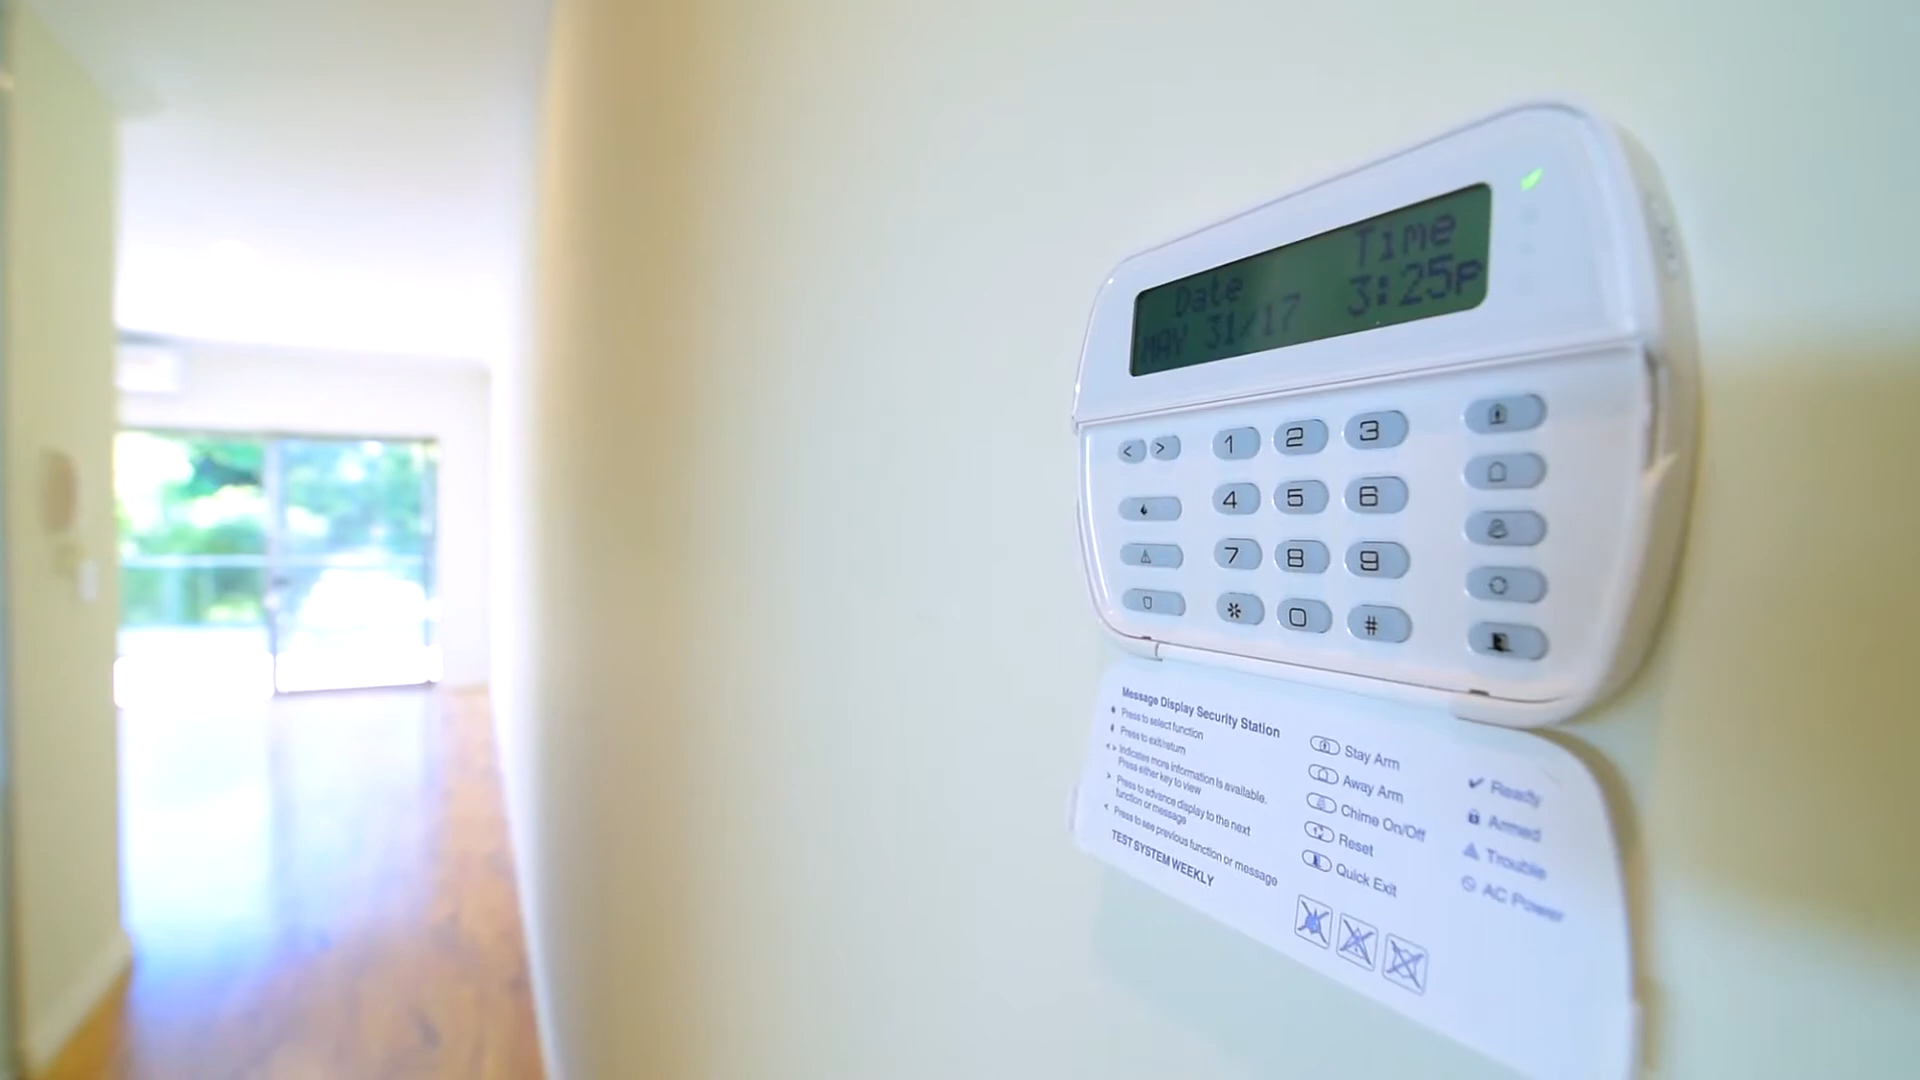 Date Time
MAY 31/17 3:25p
< > 1 2 3
4 5 6
7 8 9
* 0 #
Message Display Security Station
Press to select function
Press to exit/return
< > Indicates more information is available.
Press either key to view
> Press to advance display to the next
function or message
< Press to see previous function or message
TEST SYSTEM WEEKLY
Stay Arm
Away Arm
Chime On/Off
Reset
Quick Exit
Ready
Armed
Trouble
AC Power